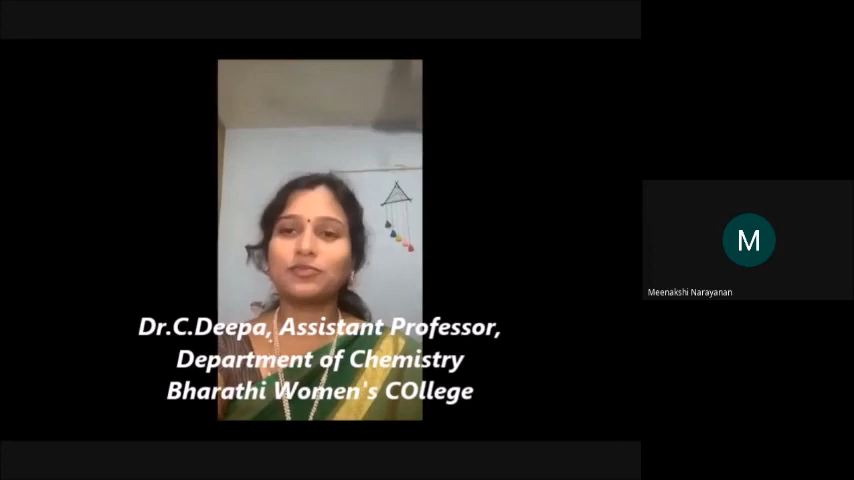 Dr.C.Deepa, Assistant Professor,
Department of Chemistry
Bharathi Women's COllege
M
Meenakshi Narayanan